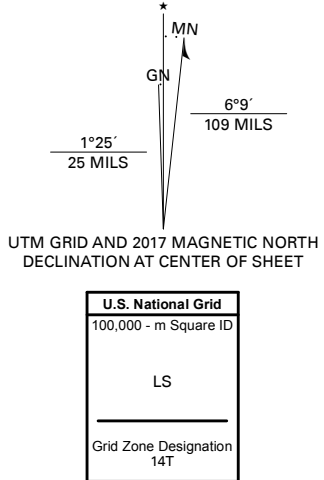 MN
GN
6°9´
109 MILS
1°25´
25 MILS
UTM GRID AND 2017 MAGNETIC NORTH
DECLINATION AT CENTER OF SHEET
U.S. National Grid
100,000 - m Square ID
LS
Grid Zone Designation
14T